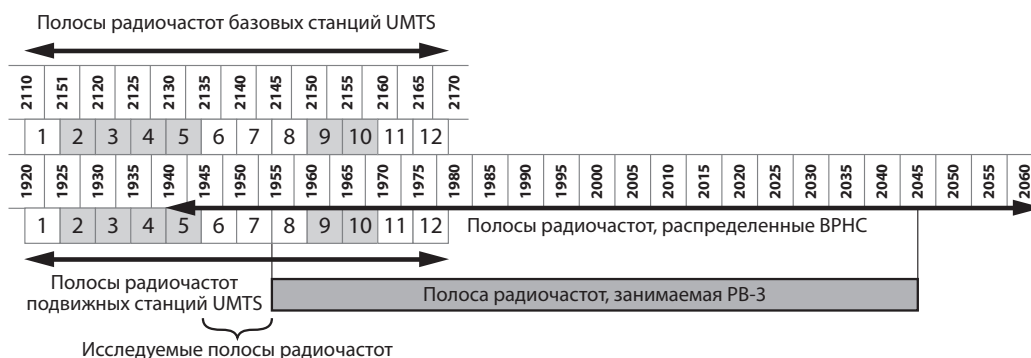 Полосы радиочастот базовых станций UMTS
2110 2151 2120 2125 2130 2135 2140 2145 2150 2155 2160 2165 2170
1 2 3 4 5 6 7 8 9 10 11 12
1920 1925 1930 1935 1940 1945 1950 1955 1960 1965 1970 1975 1980 1985 1990 1995 2000 2005 2010 2015 2020 2025 2030 2035 2040 2045 2050 2055 2060
1 2 3 4 5 6 7 8 9 10 11 12
Полосы радиочастот, распределенные ВРНС
Полосы радиочастот
подвижных станций UMTS
Полоса радиочастот, занимаемая РВ-3
Исследуемые полосы радиочастот